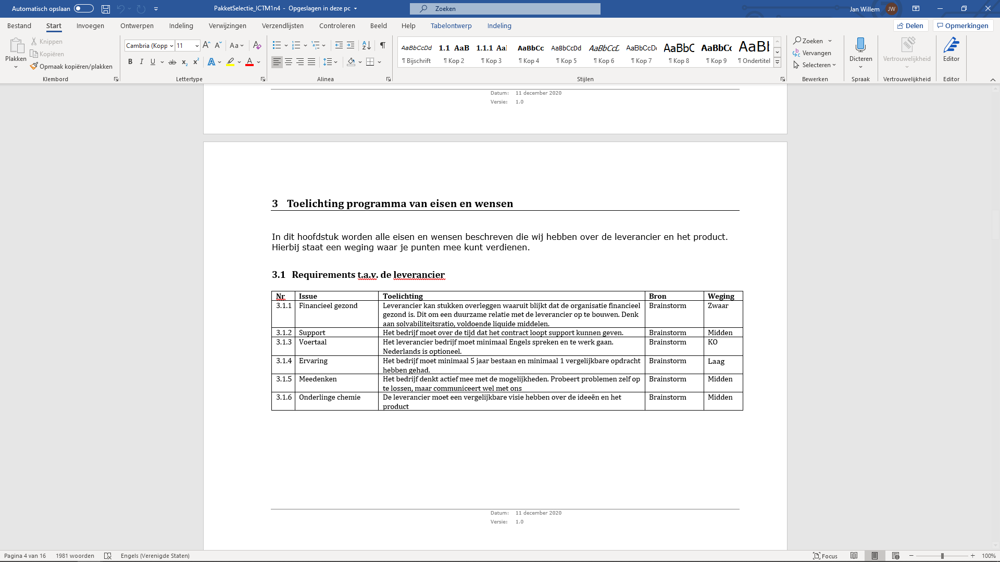 Automatisch opslaan
PakketSelectie_ICTM1n4 - Opgeslagen in deze pc
Zoeken
Jan Willem
JW
Bestand Start Invoegen Ontwerpen Indeling Verwijzingen Verzendlijsten Controleren Beeld Help Tabelontwerp Indeling
Delen Opmerkingen
Plakken
Knippen
Kopiëren
Opmaak kopiëren/plakken
Klembord
Cambria (Kopp 11
Lettertype
Alinea
AaBbCcDd 1.1 AaB 1.1.1 Aa AaBbCc AaBbCcDd AaBbCcD AaBbCcD AaBbC AaBbCc AaB
¶ Bijschrift ¶ Kop 2 ¶ Kop 3 ¶ Kop 4 ¶ Kop 5 ¶ Kop 6 ¶ Kop 7 ¶ Kop 8 ¶ Kop 9 ¶ Ondertitel
Stijlen
Zoeken
Vervangen
Selecteren
Bewerken
Dicteren
Spraak
Vertrouwelijkheid
Vertrouwelijkheid
Editor
Editor
Datum: 11 december 2020
Versie: 1.0
3 Toelichting programma van eisen en wensen
In dit hoofdstuk worden alle eisen en wensen beschreven die wij hebben over de leverancier en het product.
Hierbij staat een weging waar je punten mee kunt verdienen.
3.1 Requirements t.a.v. de leverancier
Nr Issue Toelichting Bron Weging
3.1.1 Financieel gezond Leverancier kan stukken overleggen waaruit blijkt dat de organisatie financieel Brainstorm Zwaar
gezond is. Dit om een duurzame relatie met de leverancier op te bouwen. Denk
aan solvabiliteitsratio, voldoende liquide middelen.
3.1.2 Support Het bedrijf moet over de tijd dat het contract loopt support kunnen geven. Brainstorm Midden
3.1.3 Voertaal Het leverancier bedrijf moet minimaal Engels spreken en te werk gaan. Brainstorm KO
Nederlands is optioneel.
3.1.4 Ervaring Het bedrijf moet minimaal 5 jaar bestaan en minimaal 1 vergelijkbare opdracht Brainstorm Laag
hebben gehad.
3.1.5 Meedenken Het bedrijf denkt actief mee met de mogelijkheden. Probeert problemen zelf op Brainstorm Midden
te lossen, maar communiceert wel met ons
3.1.6 Onderlinge chemie De leverancier moet een vergelijkbare visie hebben over de ideeën en het Brainstorm Midden
product
Datum: 11 december 2020
Versie: 1.0
Pagina 4 van 16 1981 woorden Engels (Verenigde Staten)
Focus
100%